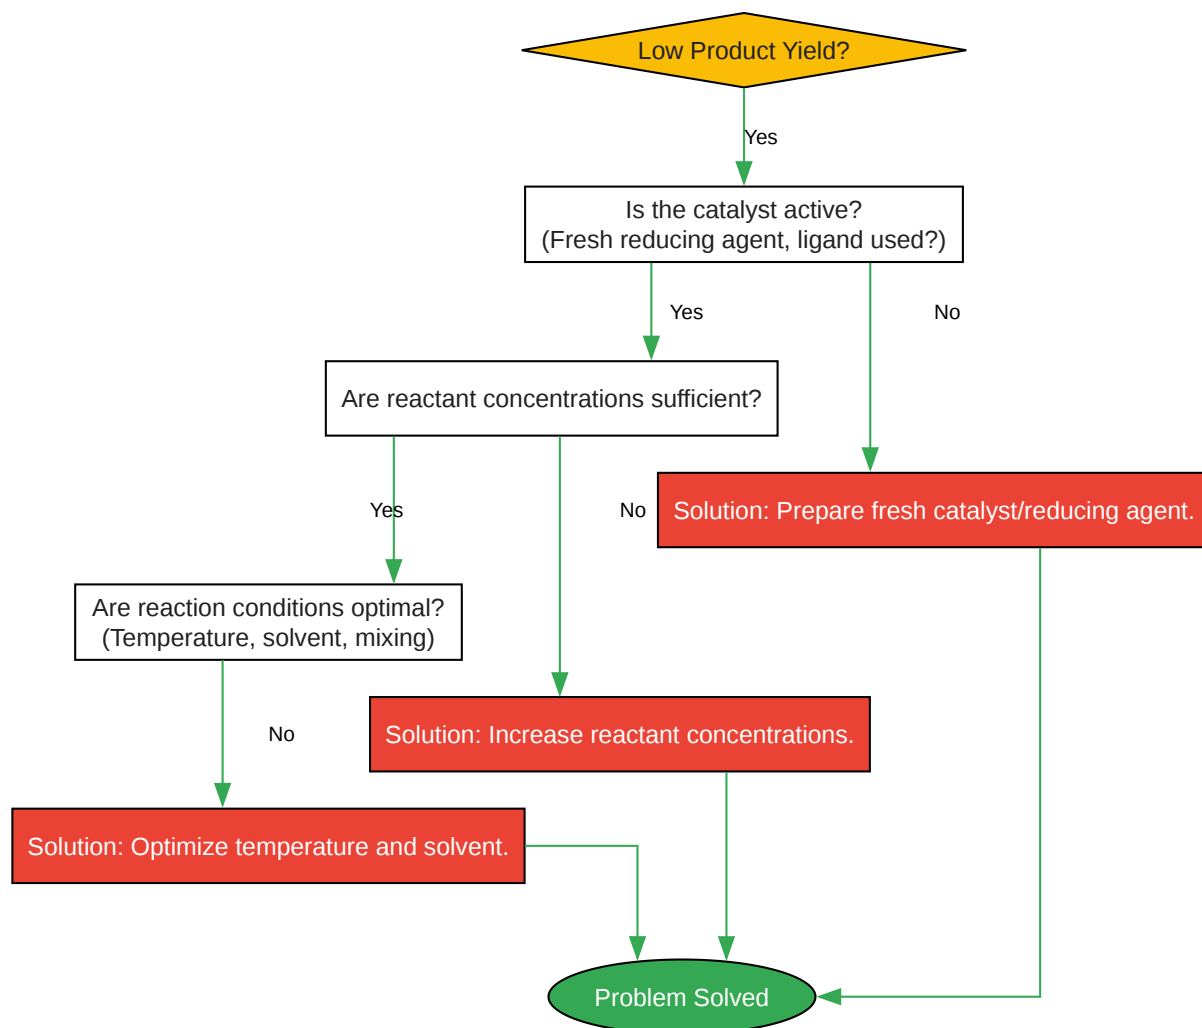 Low Product Yield?
Yes
Is the catalyst active?
(Fresh reducing agent, ligand used?)
Yes
No
Are reactant concentrations sufficient?
Yes
No
Solution: Prepare fresh catalyst/reducing agent.
Are reaction conditions optimal?
(Temperature, solvent, mixing)
No
Solution: Increase reactant concentrations.
Solution: Optimize temperature and solvent.
Problem Solved